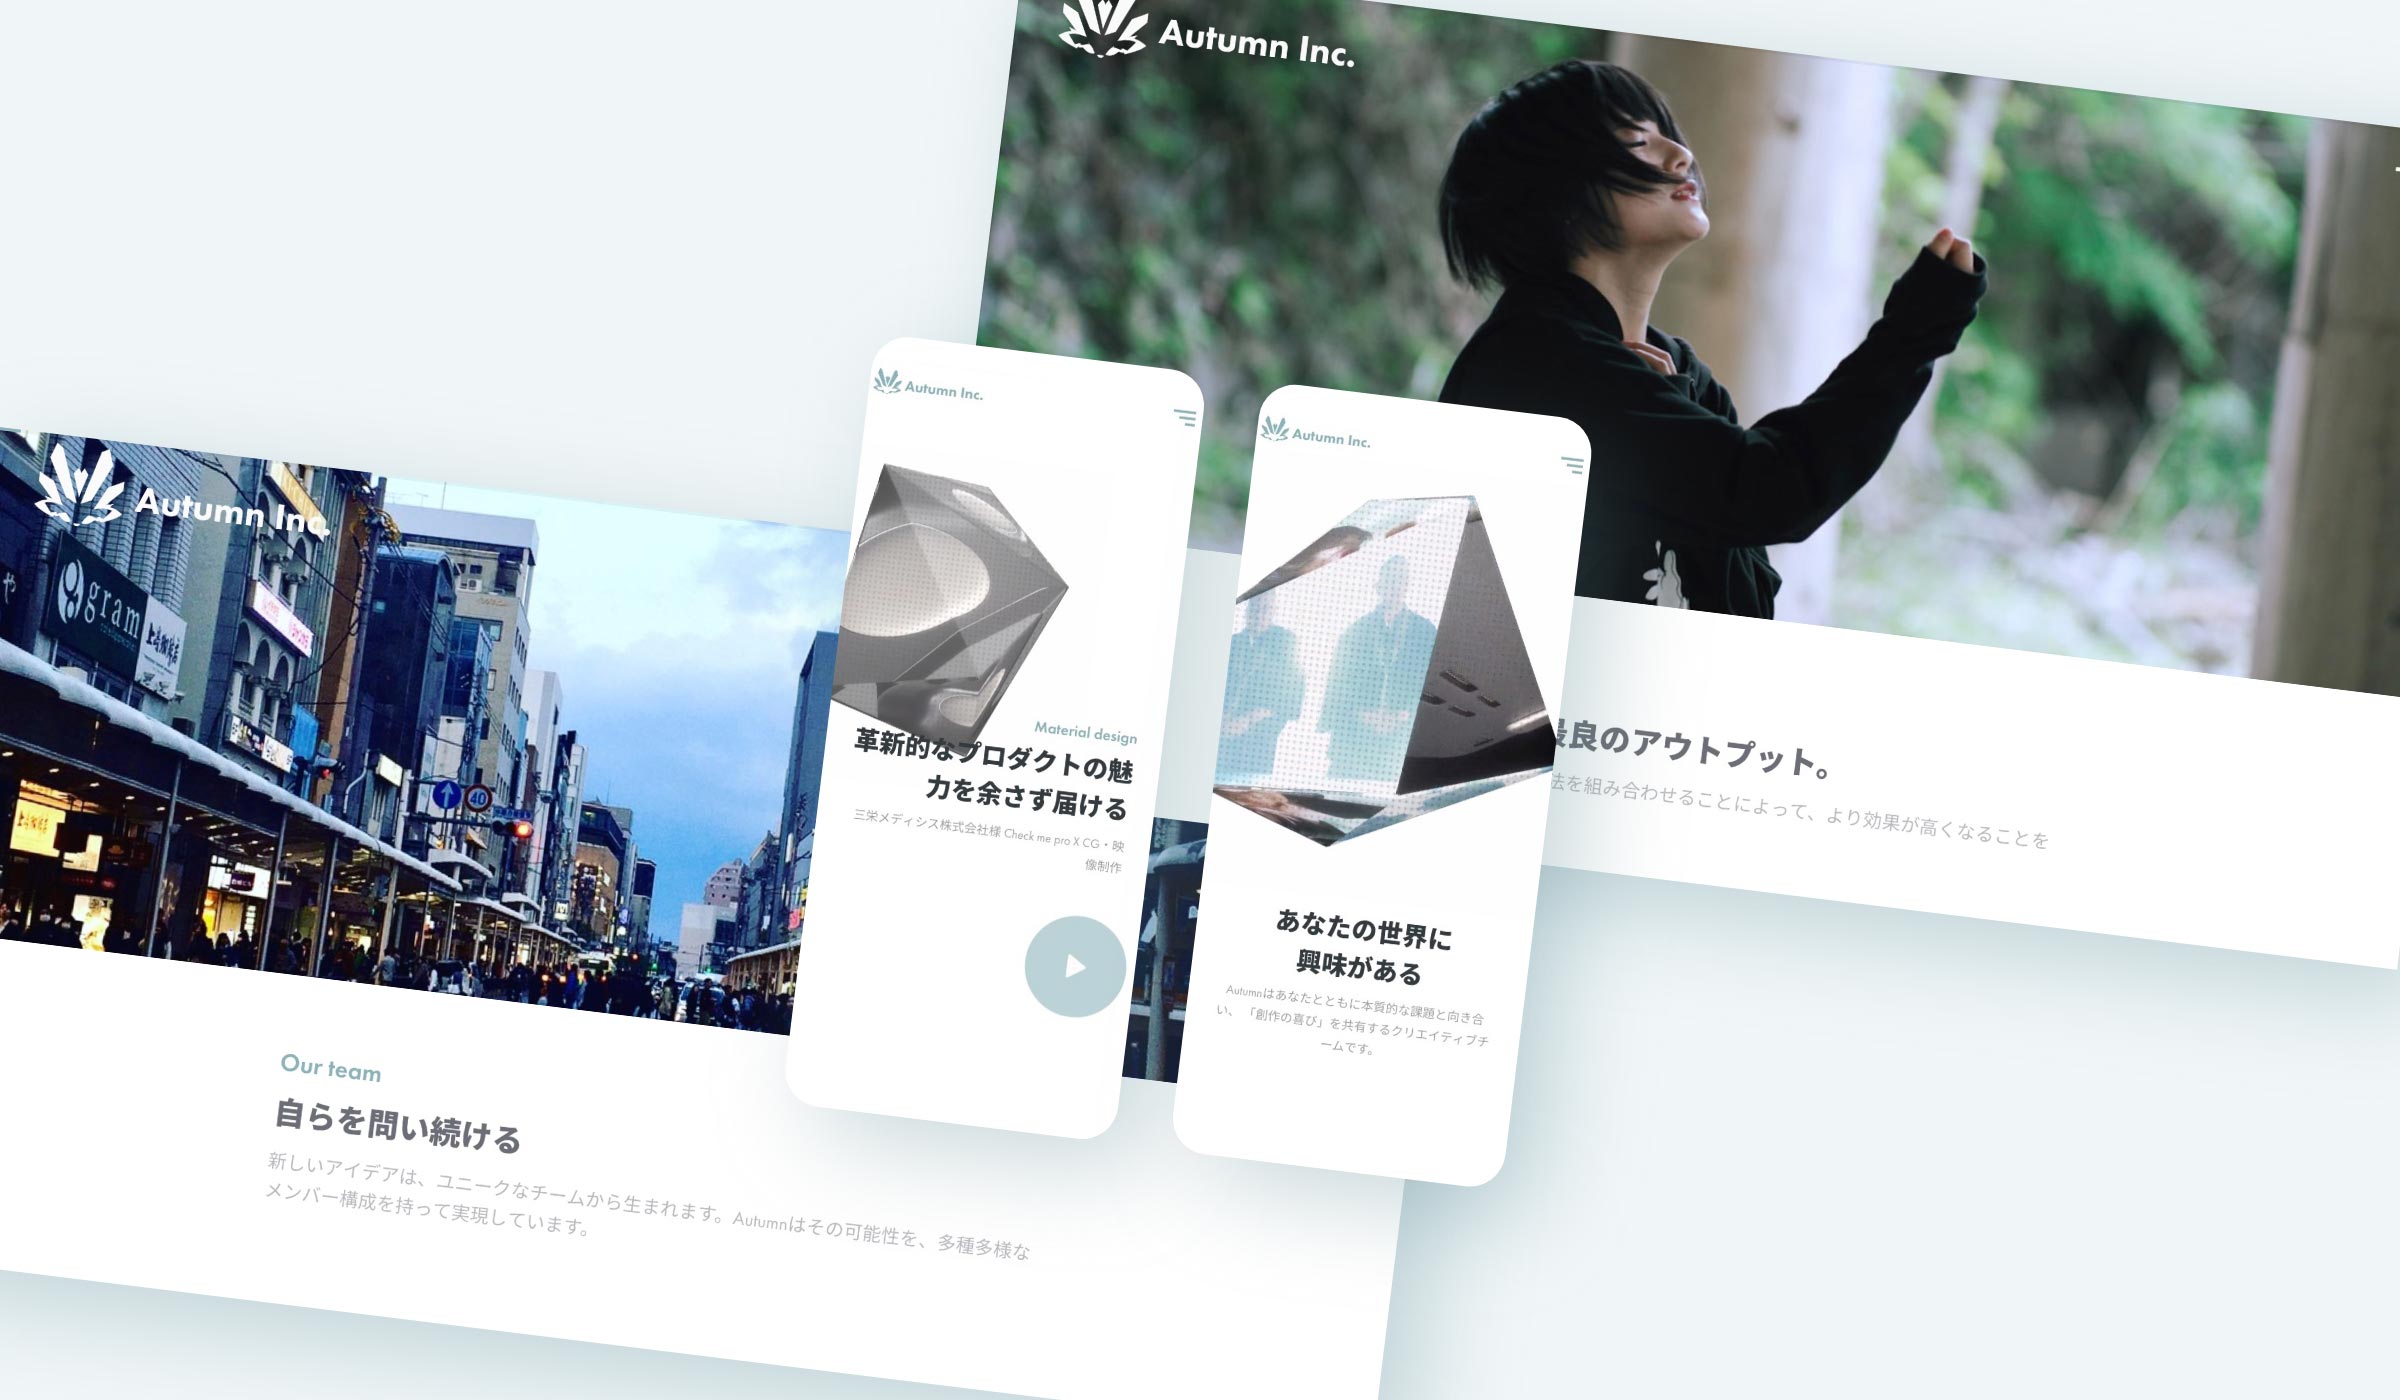 Autumn Inc.
最良のアウトプット。
法を組み合わせることによって、より効果が高くなることを
Autumn Inc.
gram
や
40
Our team
自らを問い続ける
新しいアイデアは、ユニークなチームから生まれます。Autumnはその可能性を、多種多様な
メンバー構成を持って実現しています。
Autumn Inc.
Material design
革新的なプロダクトの魅
力を余さず届ける
三栄メディシス株式会社様 Check me pro X CG・映
像制作
Autumn Inc.
あなたの世界に
興味がある
Autumnはあなたとともに本質的な課題と向き合
い、「創作の喜び」を共有するクリエイティブチ
ームです。